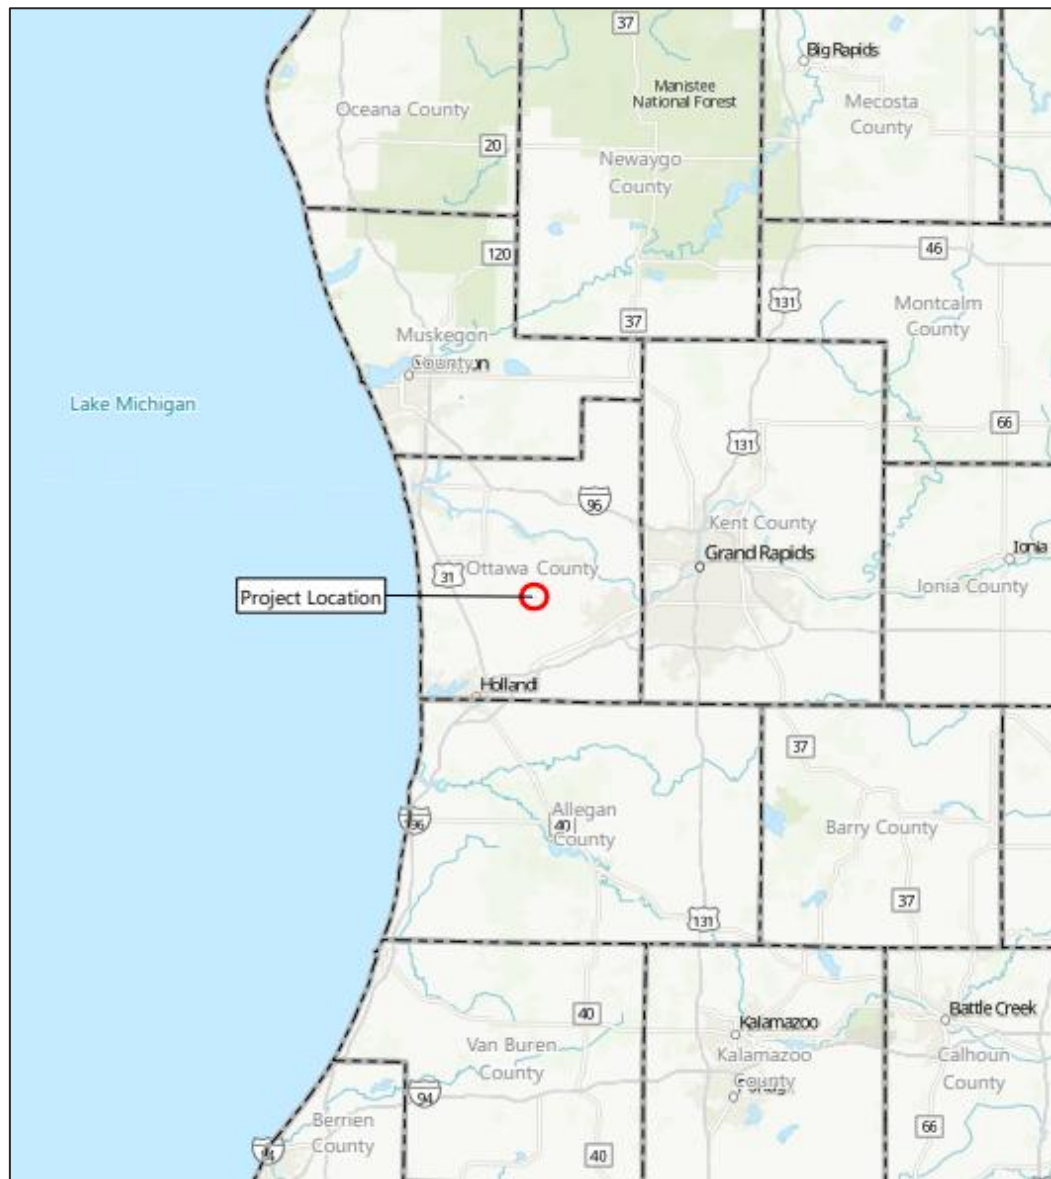 37
Big Rapids
Manistee
National Forest
Oceana County
Mecosta
County
20
Newaygo
County
120
46
131
Montcalm
County
37
Muskegon
County
Lake Michigan
66
131
96
Kent County
Grand Rapids
Ionia
31
Ottawa County
Ionia County
Project Location
Holland
37
Allegan
County
40
96
Barry County
37
131
40
Kalamazoo
Battle Creek
Van Buren
County
Kalamazoo
County
Calhoun
County
94
Berrien
County
66
94
40